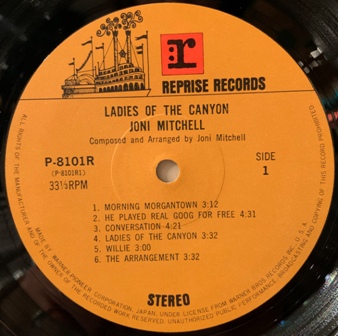 r
REPRISE RECORDS
LADIES OF THE CANYON
JONI MITCHELL
Composed and Arranged by Joni Mitchell
P-8101R
(P-8101R1)
33⅓RPM
SIDE
1
1. MORNING MORGANTOWN 3:12
2. HE PLAYED REAL GOOG FØR FREE 4:31
3. CONVERSATION 4:21
4. LADIES OF THE CANYON 3:32
5. WILLIE 3:00
6. THE ARRANGEMENT 3:32
STEREO
ALL RIGHTS OF THE MANUFACTURER AND OF THE OWNER OF THE RECORDED WORK RESERVED. UNAUTHORIZED PUBLIC PERFORMANCE, BROADCASTING AND COPYING OF THIS RECORD PROHIBITED.
MFD. BY WARNER-PIONEER CORPORATION, JAPAN, UNDER LICENSE FROM WARNER BROS. RECORDS INC. U.S.A.